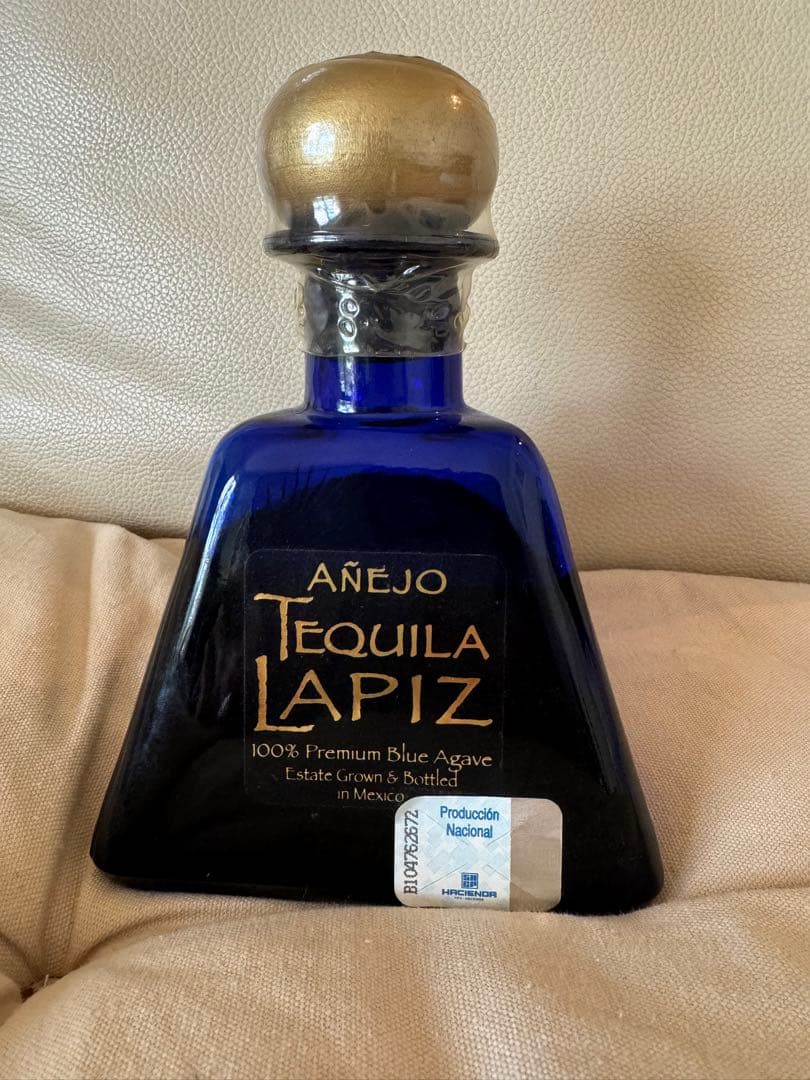 AÑEJO
TEQUILA
LAPIZ
100% Premium Blue Agave
Estate Grown & Bottled
in Mexico
Producción
Nacional
B104762672
HACIENDA